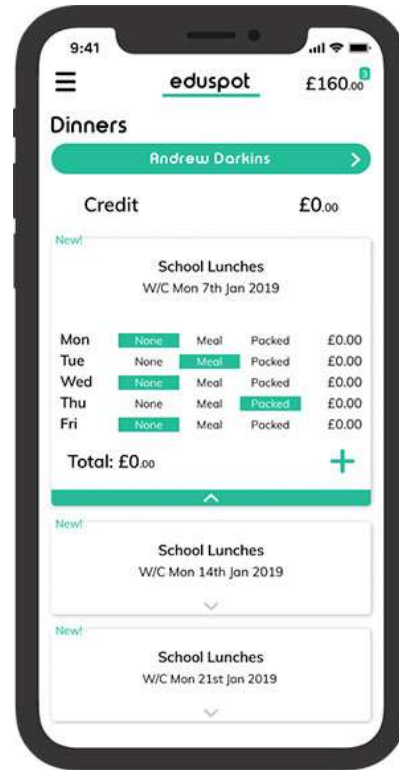 9:41
eduspot £160.00 9
Dinners
Andrew Darkins
Credit £0.00
New!
School Lunches
W/C Mon 7th Jan 2019
Mon None Meal Packed £0.00
Tue None Meal Packed £0.00
Wed None Meal Packed £0.00
Thu None Meal Packed £0.00
Fri None Meal Packed £0.00
Total: £0.00
New!
School Lunches
W/C Mon 14th Jan 2019
New!
School Lunches
W/C Mon 21st Jan 2019